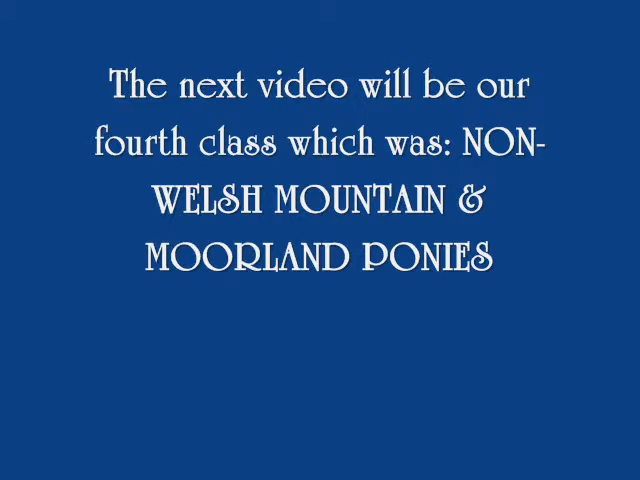 The next video will be our
fourth class which was: NON-
WELSH MOUNTAIN &
MOORLAND PONIES